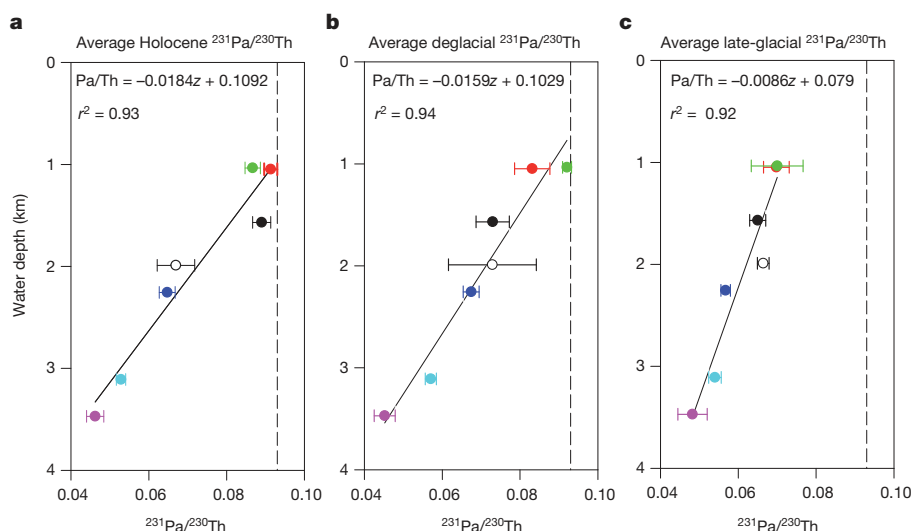 a
Average Holocene ²³¹Pa/²³⁰Th
Pa/Th = –0.0184z + 0.1092
r² = 0.93
0
1
2
3
4
Water depth (km)
0.04 0.06 0.08 0.10
²³¹Pa/²³⁰Th
b
Average deglacial ²³¹Pa/²³⁰Th
Pa/Th = –0.0159z + 0.1029
r² = 0.94
0
1
2
3
4
0.04 0.06 0.08 0.10
²³¹Pa/²³⁰Th
c
Average late-glacial ²³¹Pa/²³⁰Th
Pa/Th = –0.0086z + 0.079
r² = 0.92
0
1
2
3
4
0.04 0.06 0.08 0.10
²³¹Pa/²³⁰Th